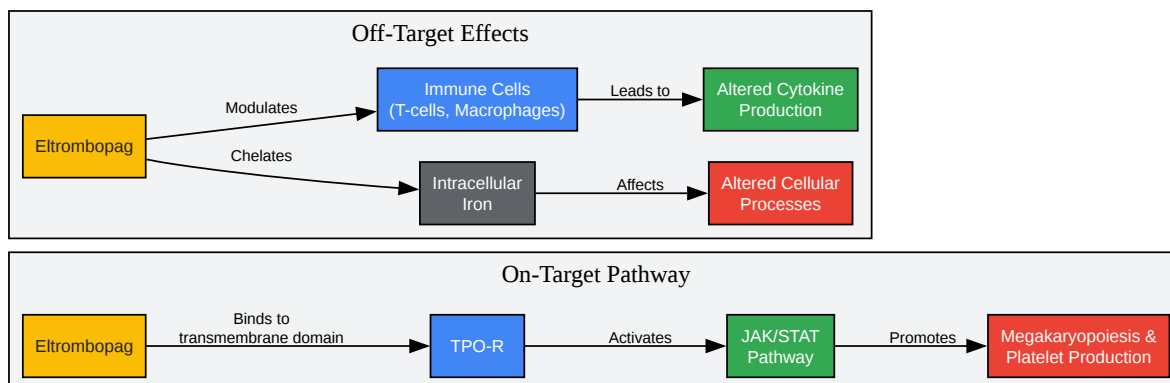 Off-Target Effects
Eltrombopag
Modulates
Immune Cells
(T-cells, Macrophages)
Leads to
Altered Cytokine
Production
Chelates
Intracellular
Iron
Affects
Altered Cellular
Processes
On-Target Pathway
Eltrombopag
Binds to
transmembrane domain
TPO-R
Activates
JAK/STAT
Pathway
Promotes
Megakaryopoiesis &
Platelet Production